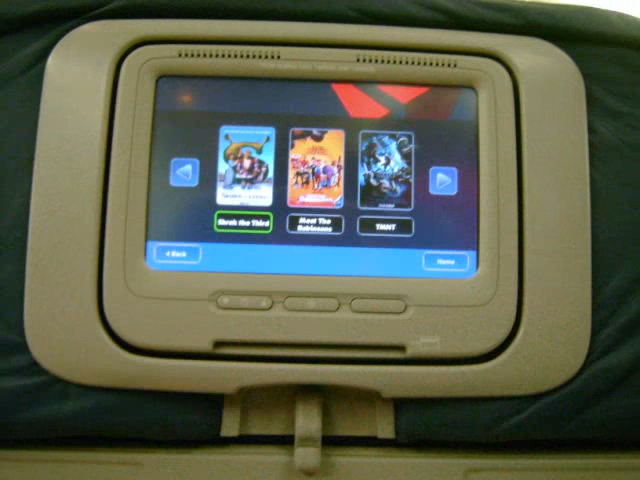 Shrek the Third
Meet The
Robinsons
TMNT
Back
Home